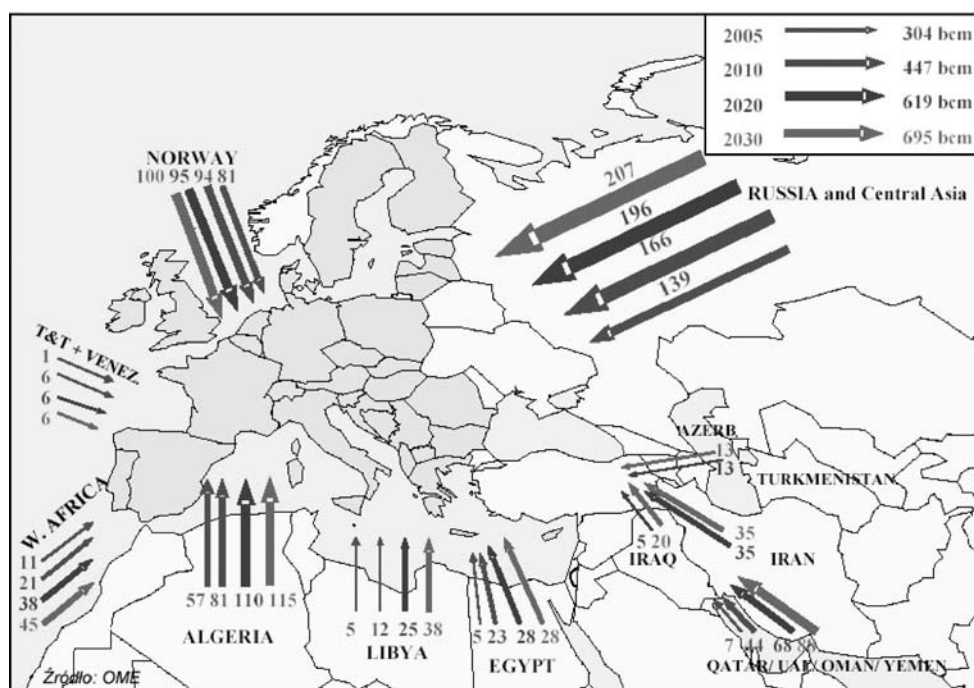 2005 304 bcm
2010 447 bcm
2020 619 bcm
2030 695 bcm
NORWAY
100 95 94 81
207
196
166
139
RUSSIA and Central Asia
T&T + VENEZ.
1
6
6
6
W. AFRICA
11
21
38
45
57 81 110 115
ALGERIA
5 12 25 38
LIBYA
5 23 28 28
EGYPT
AZERB
13
13
TURKMENISTAN
35
35
IRAN
5 20
IRAQ
7 44 68
QATAR/ UAE/ OMAN/ YEMEN
Źródło: OME